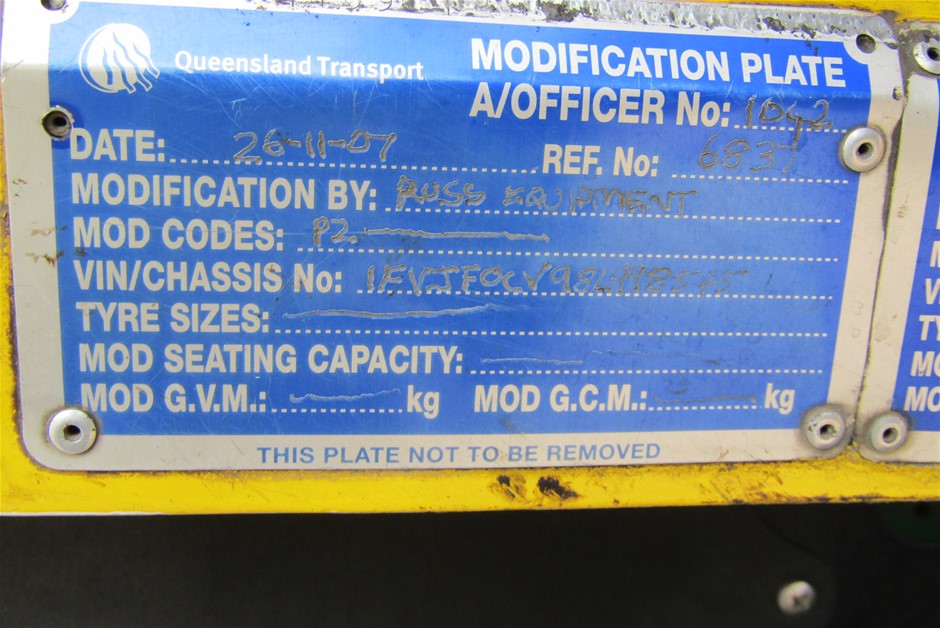 Queensland Transport
MODIFICATION PLATE
A/OFFICER No: 1042
DATE: 26-11-07 REF. No: 6837
MODIFICATION BY: ROSS EQUIPMENT
MOD CODES: P2.
VIN/CHASSIS No:
TYRE SIZES:
MOD SEATING CAPACITY:
MOD G.V.M.: kg MOD G.C.M.: kg
THIS PLATE NOT TO BE REMOVED